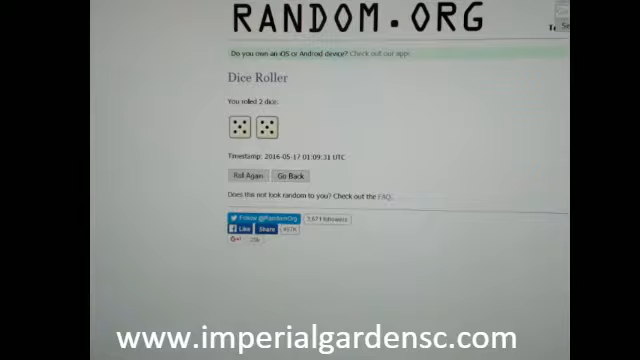 RANDOM.ORG
Do you own an iOS or Android device? Check out our app!
Dice Roller
You rolled 2 dice:
Timestamp: 2016-05-17 01:09:31 UTC
Roll Again Go Back
Does this not look random to you? Check out the FAQ.
Follow @RandomOrg
Like Share
www.imperialgardensc.com